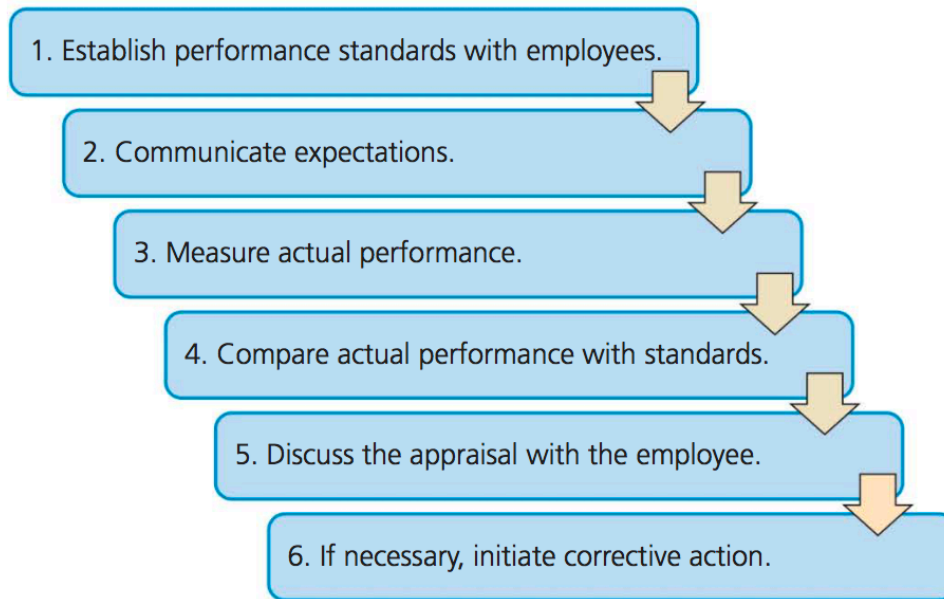 1. Establish performance standards with employees.
2. Communicate expectations.
3. Measure actual performance.
4. Compare actual performance with standards.
5. Discuss the appraisal with the employee.
6. If necessary, initiate corrective action.